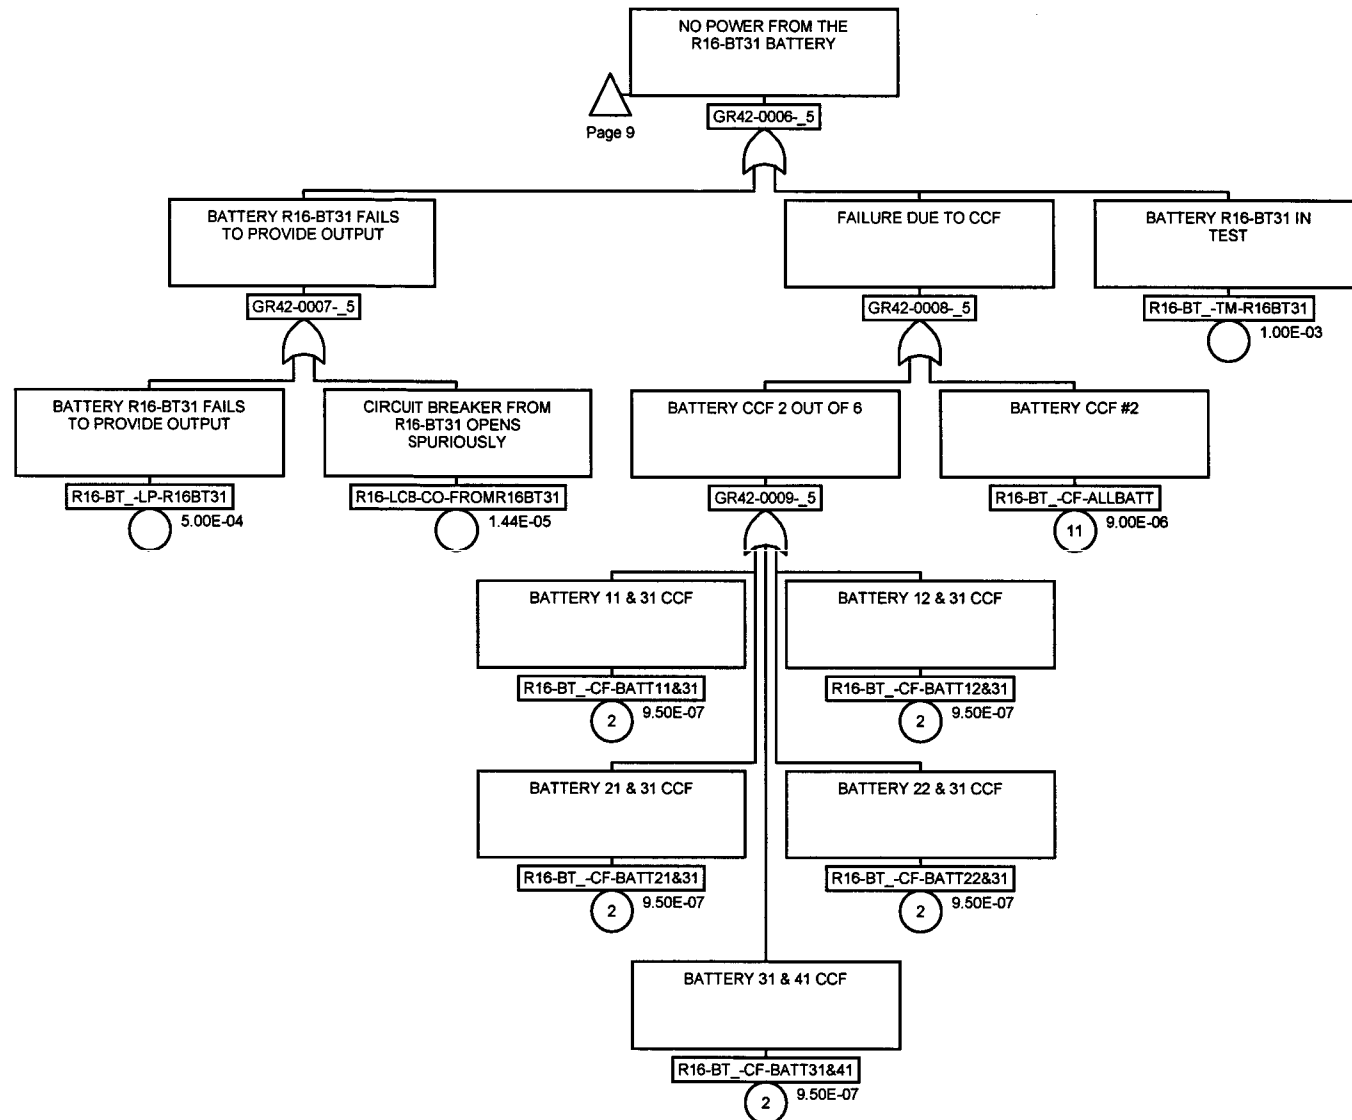 NO POWER FROM THE
R16-BT31 BATTERY
Page 9
GR42-0006-_5
BATTERY R16-BT31 FAILS
TO PROVIDE OUTPUT
GR42-0007-_5
FAILURE DUE TO CCF
GR42-0008-_5
BATTERY R16-BT31 IN
TEST
R16-BT_-TM-R16BT31
1.00E-03
BATTERY R16-BT31 FAILS
TO PROVIDE OUTPUT
R16-BT_-LP-R16BT31
5.00E-04
CIRCUIT BREAKER FROM
R16-BT31 OPENS
SPURIOUSLY
R16-LCB-CO-FROMR16BT31
1.44E-05
BATTERY CCF 2 OUT OF 6
GR42-0009-_5
BATTERY CCF #2
R16-BT_-CF-ALLBATT
11
9.00E-06
BATTERY 11 & 31 CCF
R16-BT_-CF-BATT11&31
2
9.50E-07
BATTERY 12 & 31 CCF
R16-BT_-CF-BATT12&31
2
9.50E-07
BATTERY 21 & 31 CCF
R16-BT_-CF-BATT21&31
2
9.50E-07
BATTERY 22 & 31 CCF
R16-BT_-CF-BATT22&31
2
9.50E-07
BATTERY 31 & 41 CCF
R16-BT_-CF-BATT31&41
2
9.50E-07